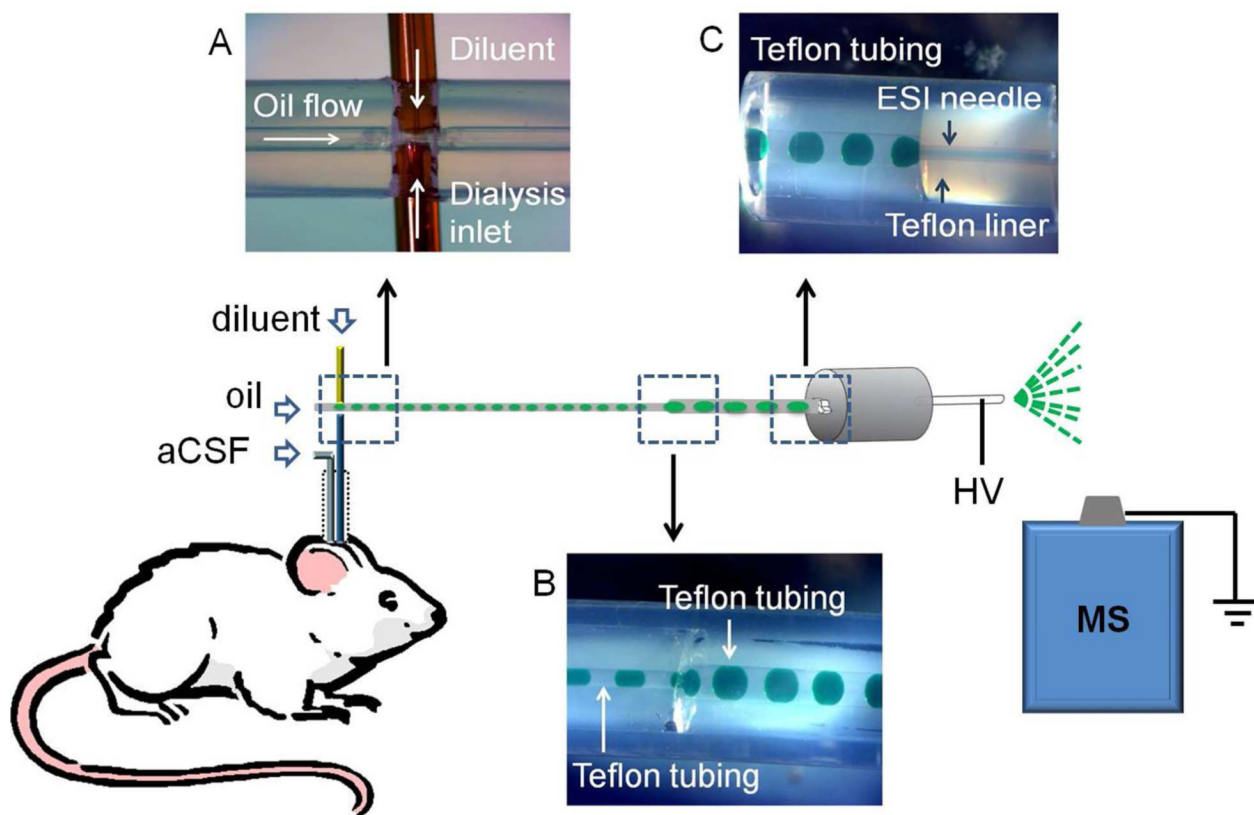 A
Diluent
Oil flow
Dialysis
inlet
C
Teflon tubing
ESI needle
Teflon liner
diluent
oil
aCSF
HV
B
Teflon tubing
Teflon tubing
MS